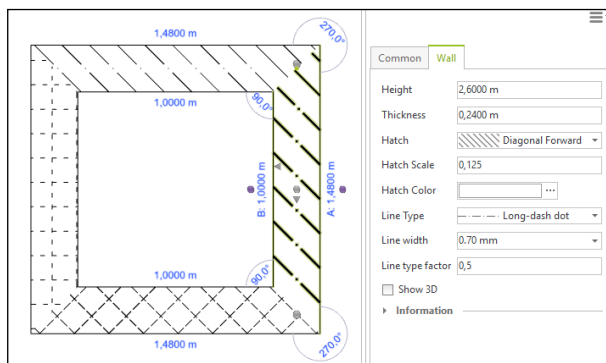 1,4800 m
270,0°
1,0000 m
90,0°
B: 1,0000 m
A: 1,4800 m
1,0000 m
90,0°
1,4800 m
270,0°
Common
Wall
Height
2,6000 m
Thickness
0,2400 m
Hatch
Diagonal Forward
Hatch Scale
0,125
Hatch Color
...
Line Type
Long-dash dot
Line width
0.70 mm
Line type factor
0,5
Show 3D
Information